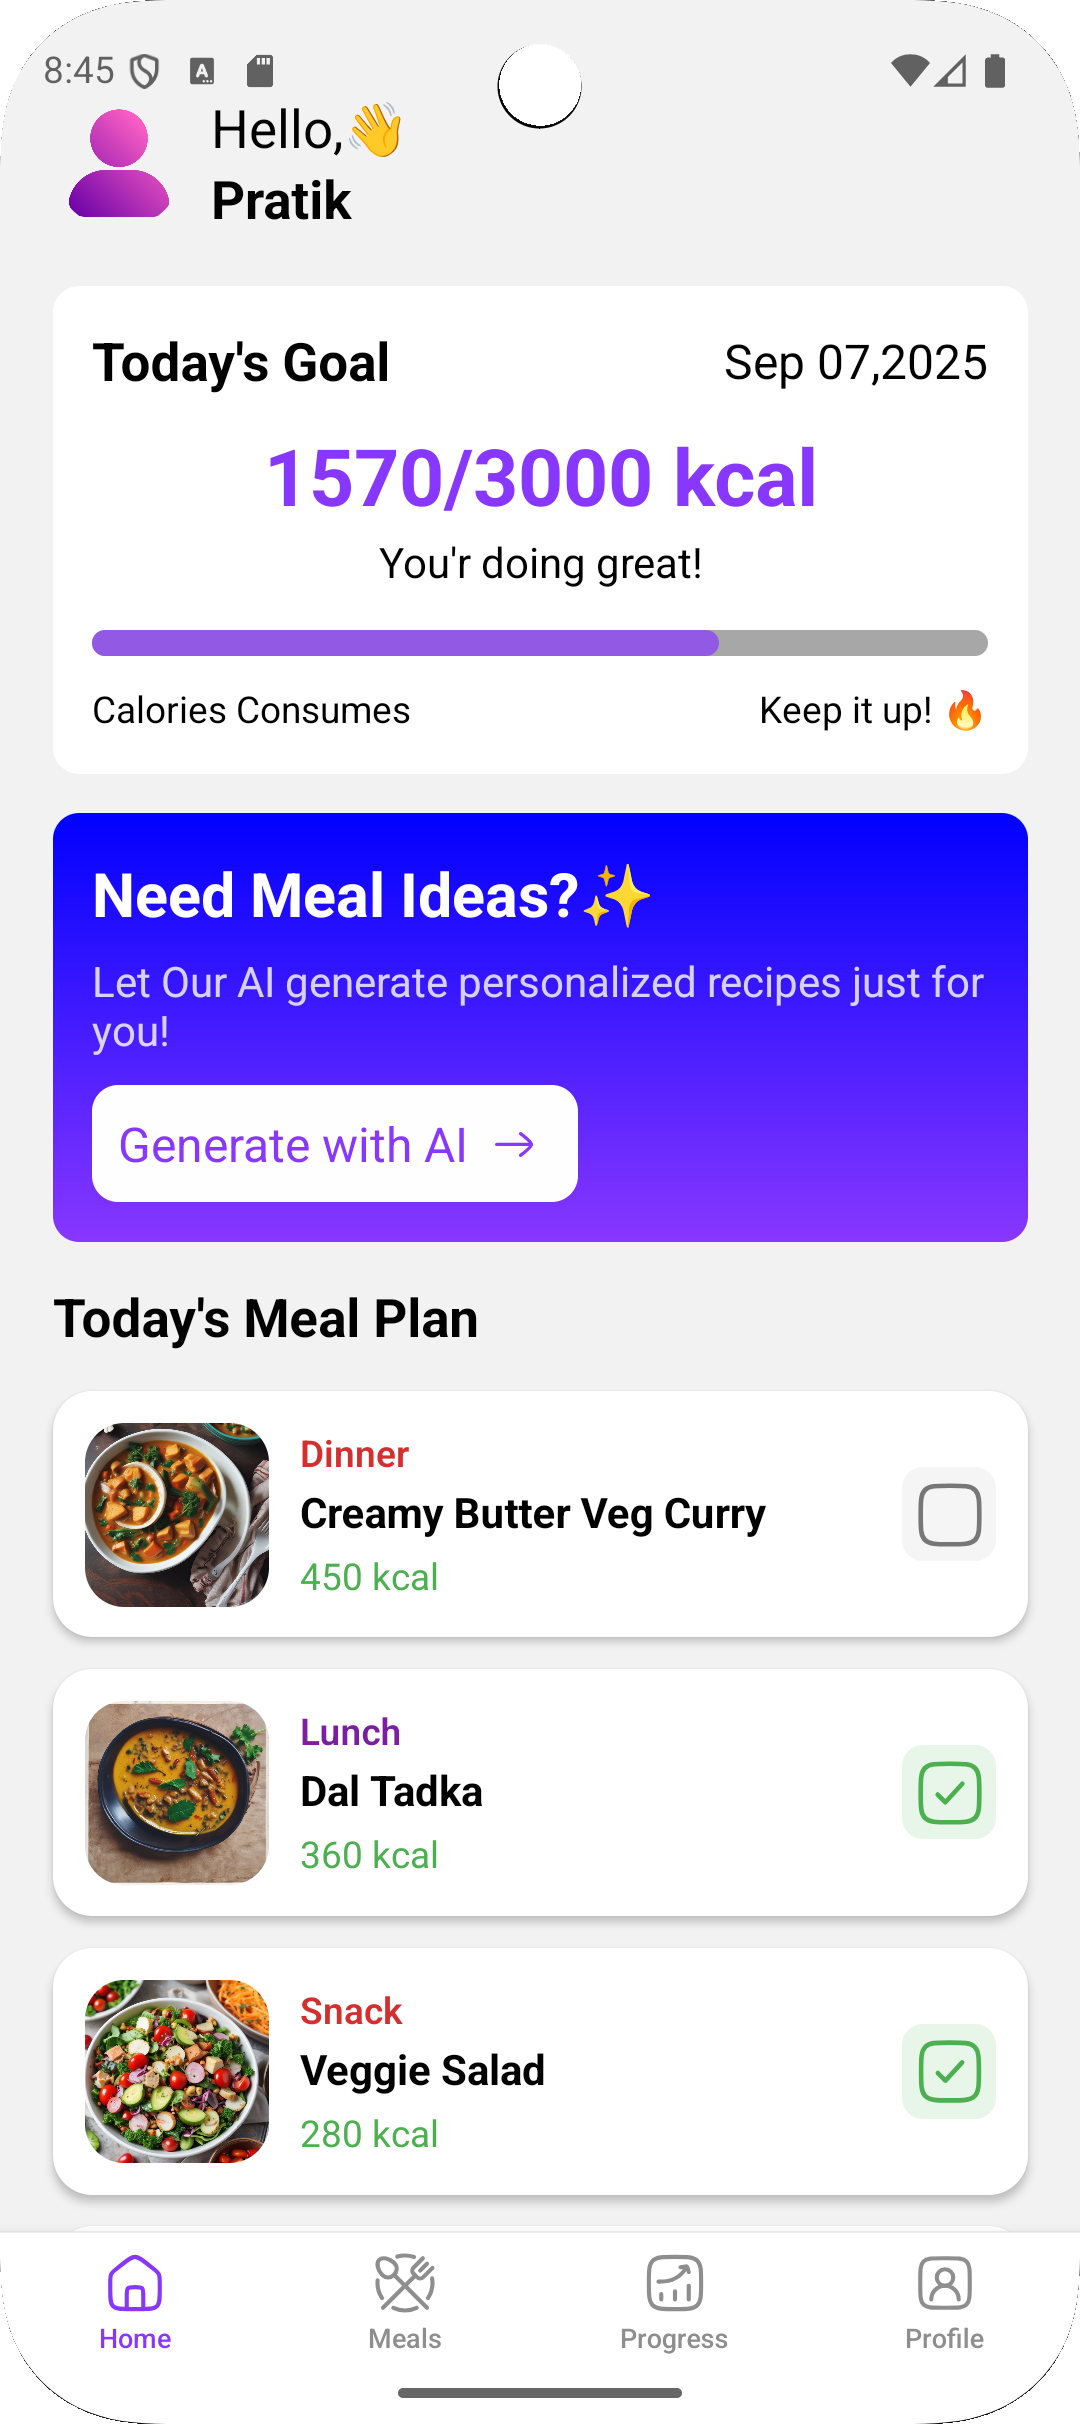 8:45
Hello,👋
Pratik
Today's Goal
Sep 07,2025
1570/3000 kcal
You'r doing great!
Calories Consumes
Keep it up! 🔥
Need Meal Ideas?✨
Let Our AI generate personalized recipes just for
you!
Generate with AI →
Today's Meal Plan
Dinner
Creamy Butter Veg Curry
450 kcal
Lunch
Dal Tadka
360 kcal
Snack
Veggie Salad
280 kcal
Home
Meals
Progress
Profile